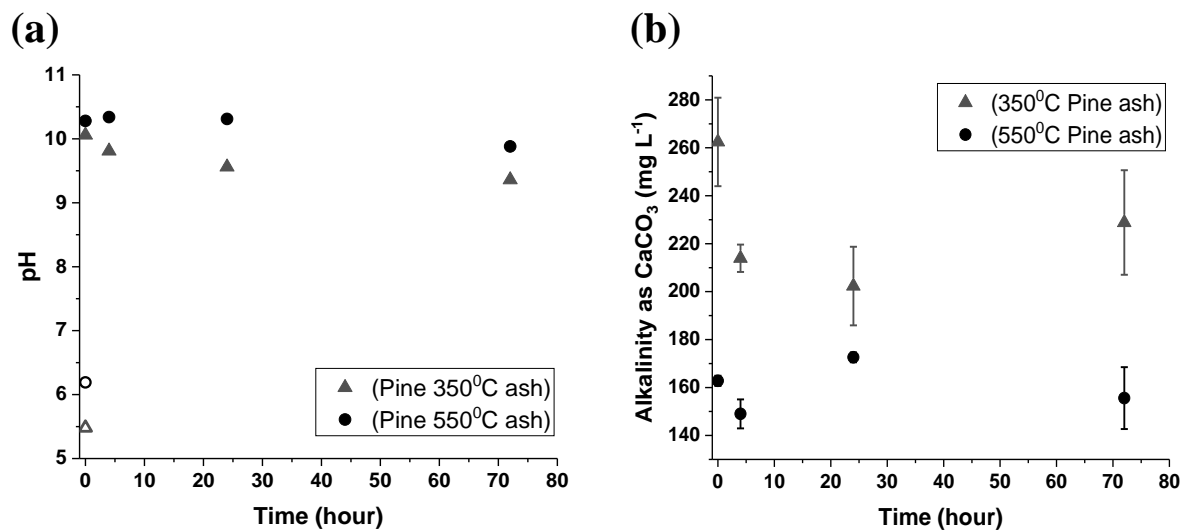 (a)
11
10
9
8
7
6
5
pH
0 10 20 30 40 50 60 70 80
Time (hour)
(Pine 350⁰C ash)
(Pine 550⁰C ash)
(b)
280
260
240
220
200
180
160
140
Alkalinity as CaCO₃ (mg L⁻¹)
0 10 20 30 40 50 60 70 80
Time (hour)
(350⁰C Pine ash)
(550⁰C Pine ash)